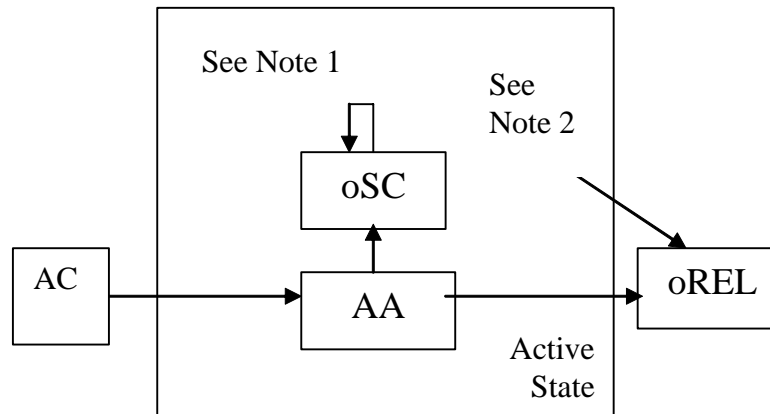 See Note 1
See
Note 2
oSC
AC
AA
oREL
Active
State